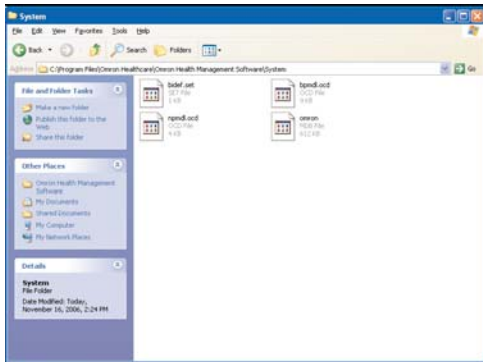 System
File Edit View Favorites Tools Help
Back Search Folders
Address C:\Program Files\Omron Healthcare\Omron Health Management Software\System Go
File and Folder Tasks
Make a new folder
Publish this folder to the
Web
Share this folder
Other Places
Omron Health Management
Software
My Documents
Shared Documents
My Computer
My Network Places
Details
System
File Folder
Date Modified: Today,
November 16, 2006, 2:24 PM
bidef.set
SET File
1 KB
bpmdl.ocd
OCD File
4 KB
npmdl.ocd
OCD File
4 KB
omron
MDB File
612 KB